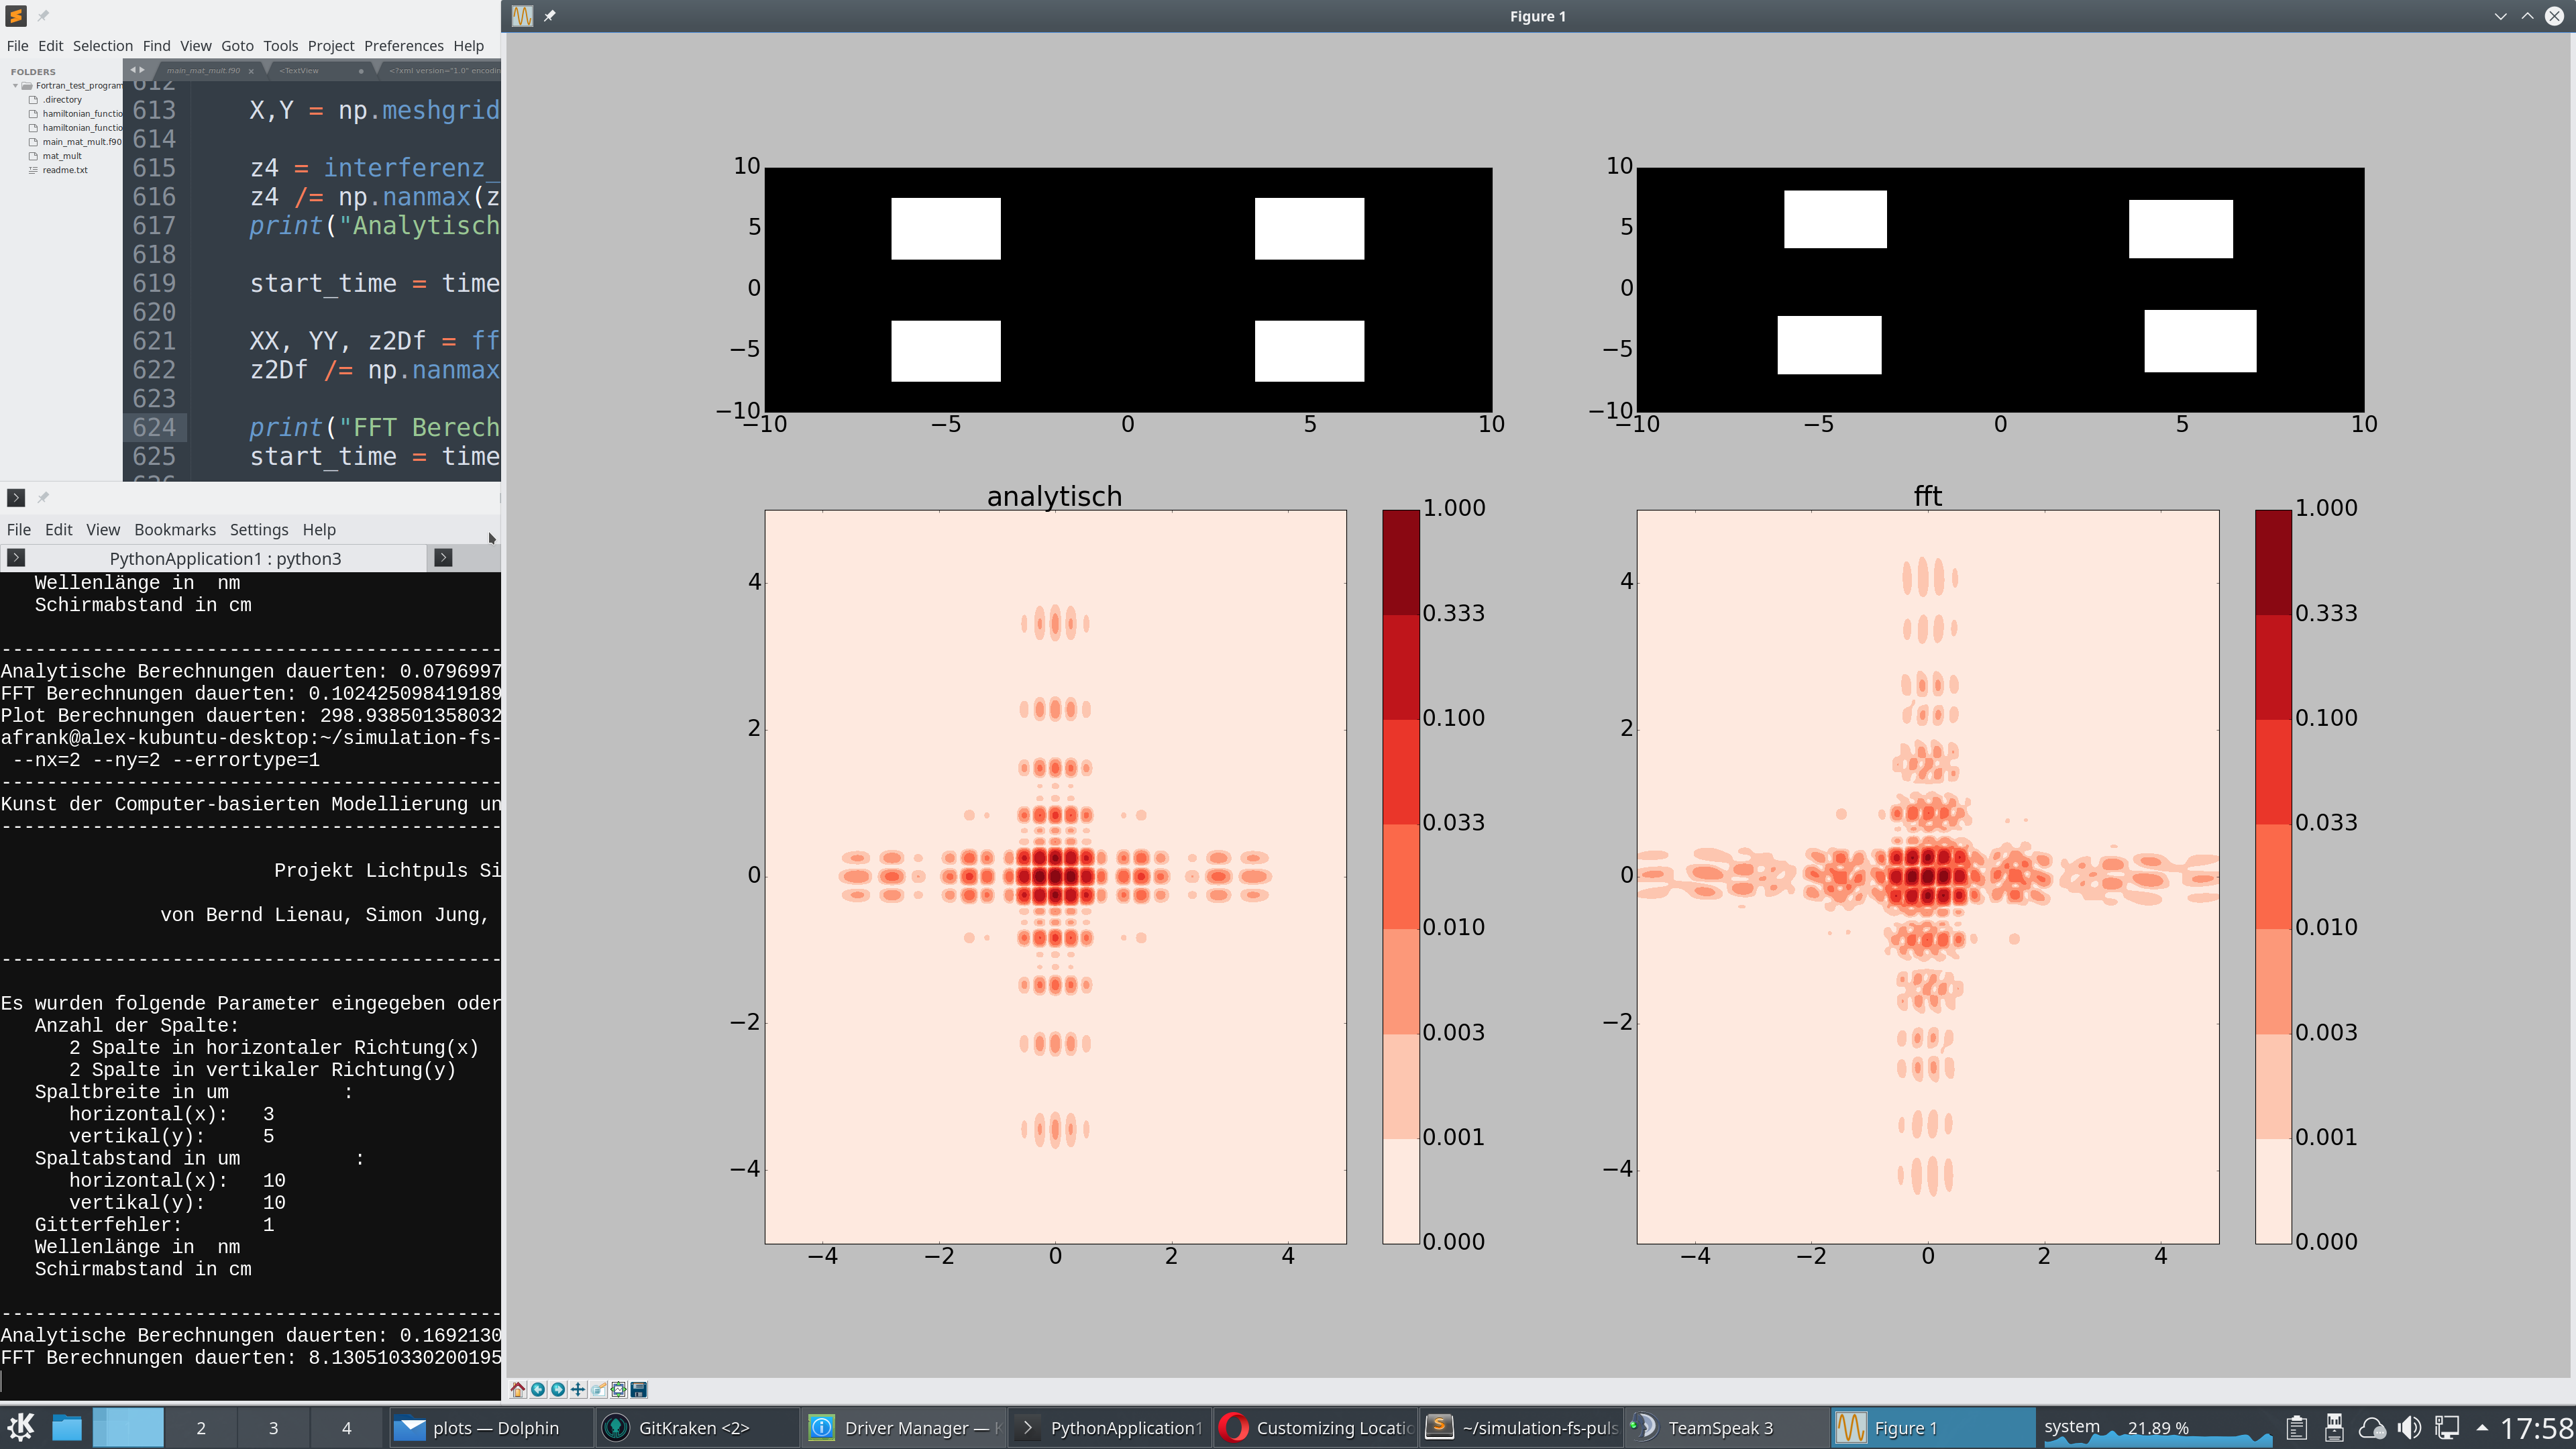 File Edit Selection Find View Goto Tools Project Preferences Help
FOLDERS
Fortran_test_program
.directory
hamiltonian_functio
hamiltonian_functio
main_mat_mult.f90
mat_mult
readme.txt
main_mat_mult.f90 ×
<TextView
<?xml version="1.0" encodin
612
613 X,Y = np.meshgrid
614
615 z4 = interferenz_
616 z4 /= np.nanmax(z
617 print("Analytisch
618
619 start_time = time
620
621 XX, YY, z2Df = ff
622 z2Df /= np.nanmax
623
624 print("FFT Berech
625 start_time = time
File Edit View Bookmarks Settings Help
PythonApplication1 : python3
Wellenlänge in  nm
Schirmabstand in cm
--------------------------------------------
Analytische Berechnungen dauerten: 0.0796997
FFT Berechnungen dauerten: 0.102425098419189
Plot Berechnungen dauerten: 298.938501358032
afrank@alex-kubuntu-desktop:~/simulation-fs-
--nx=2 --ny=2 --errortype=1
--------------------------------------------
Kunst der Computer-basierten Modellierung un
--------------------------------------------
Projekt Lichtpuls Si
von Bernd Lienau, Simon Jung,
--------------------------------------------
Es wurden folgende Parameter eingegeben oder
Anzahl der Spalte:
2 Spalte in horizontaler Richtung(x)
2 Spalte in vertikaler Richtung(y)
Spaltbreite in um          :
horizontal(x):   3
vertikal(y):     5
Spaltabstand in um          :
horizontal(x):   10
vertikal(y):     10
Gitterfehler:       1
Wellenlänge in  nm
Schirmabstand in cm
--------------------------------------------
Analytische Berechnungen dauerten: 0.1692130
FFT Berechnungen dauerten: 8.130510330200195
Figure 1
10
5
0
−5
−10
−10 −5 0 5 10
10
5
0
−5
−10
−10 −5 0 5 10
analytisch
4
2
0
−2
−4
−4 −2 0 2 4
1.000
0.333
0.100
0.033
0.010
0.003
0.001
0.000
fft
4
2
0
−2
−4
−4 −2 0 2 4
1.000
0.333
0.100
0.033
0.010
0.003
0.001
0.000
2 3 4 plots — Dolphin GitKraken <2> Driver Manager — K PythonApplication1 Customizing Locatio ~/simulation-fs-puls TeamSpeak 3 Figure 1 system 21.89 % 17:58